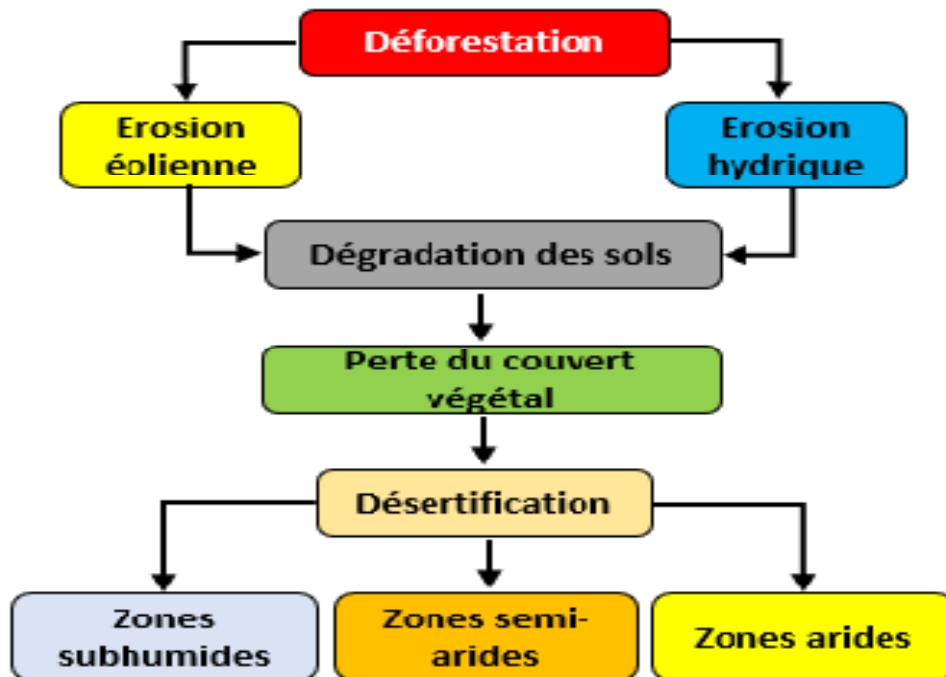 Déforestation
Erosion
éolienne
Erosion
hydrique
Dégradation des sols
Perte du couvert
végétal
Désertification
Zones
subhumides
Zones semi-
arides
Zones arides